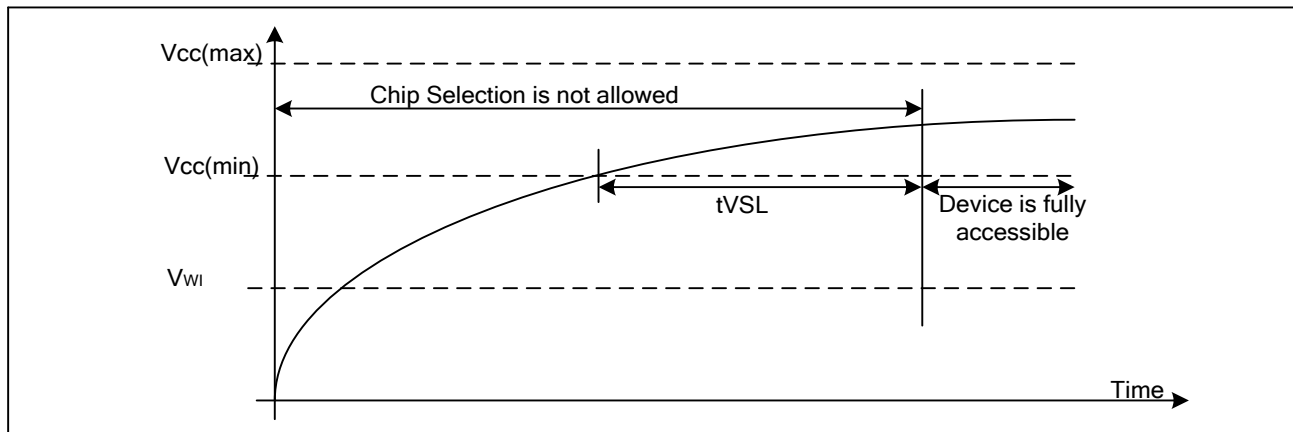 Vcc(max)
Chip Selection is not allowed
Vcc(min)
tVSL
Device is fully
accessible
VWI
Time